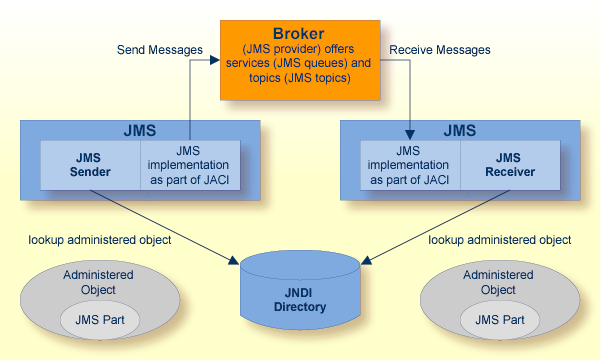 Broker
(JMS provider) offers
services (JMS queues) and
topics (JMS topics)
Send Messages
Receive Messages
JMS
JMS
Sender
JMS
implementation
as part of JACI
JMS
JMS
implementation
as part of JACI
JMS
Receiver
lookup administered object
lookup administered object
JNDI
Directory
Administered
Object
JMS Part
Administered
Object
JMS Part